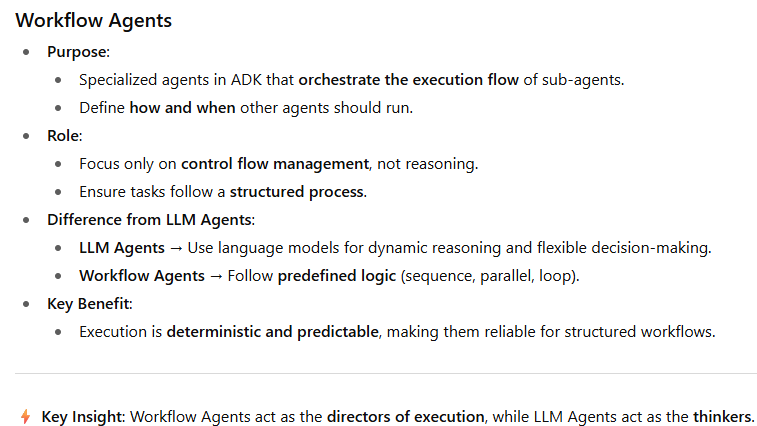 Workflow Agents
• Purpose:
• Specialized agents in ADK that orchestrate the execution flow of sub-agents.
• Define how and when other agents should run.
• Role:
• Focus only on control flow management, not reasoning.
• Ensure tasks follow a structured process.
• Difference from LLM Agents:
• LLM Agents → Use language models for dynamic reasoning and flexible decision-making.
• Workflow Agents → Follow predefined logic (sequence, parallel, loop).
• Key Benefit:
• Execution is deterministic and predictable, making them reliable for structured workflows.
⚡ Key Insight: Workflow Agents act as the directors of execution, while LLM Agents act as the thinkers.